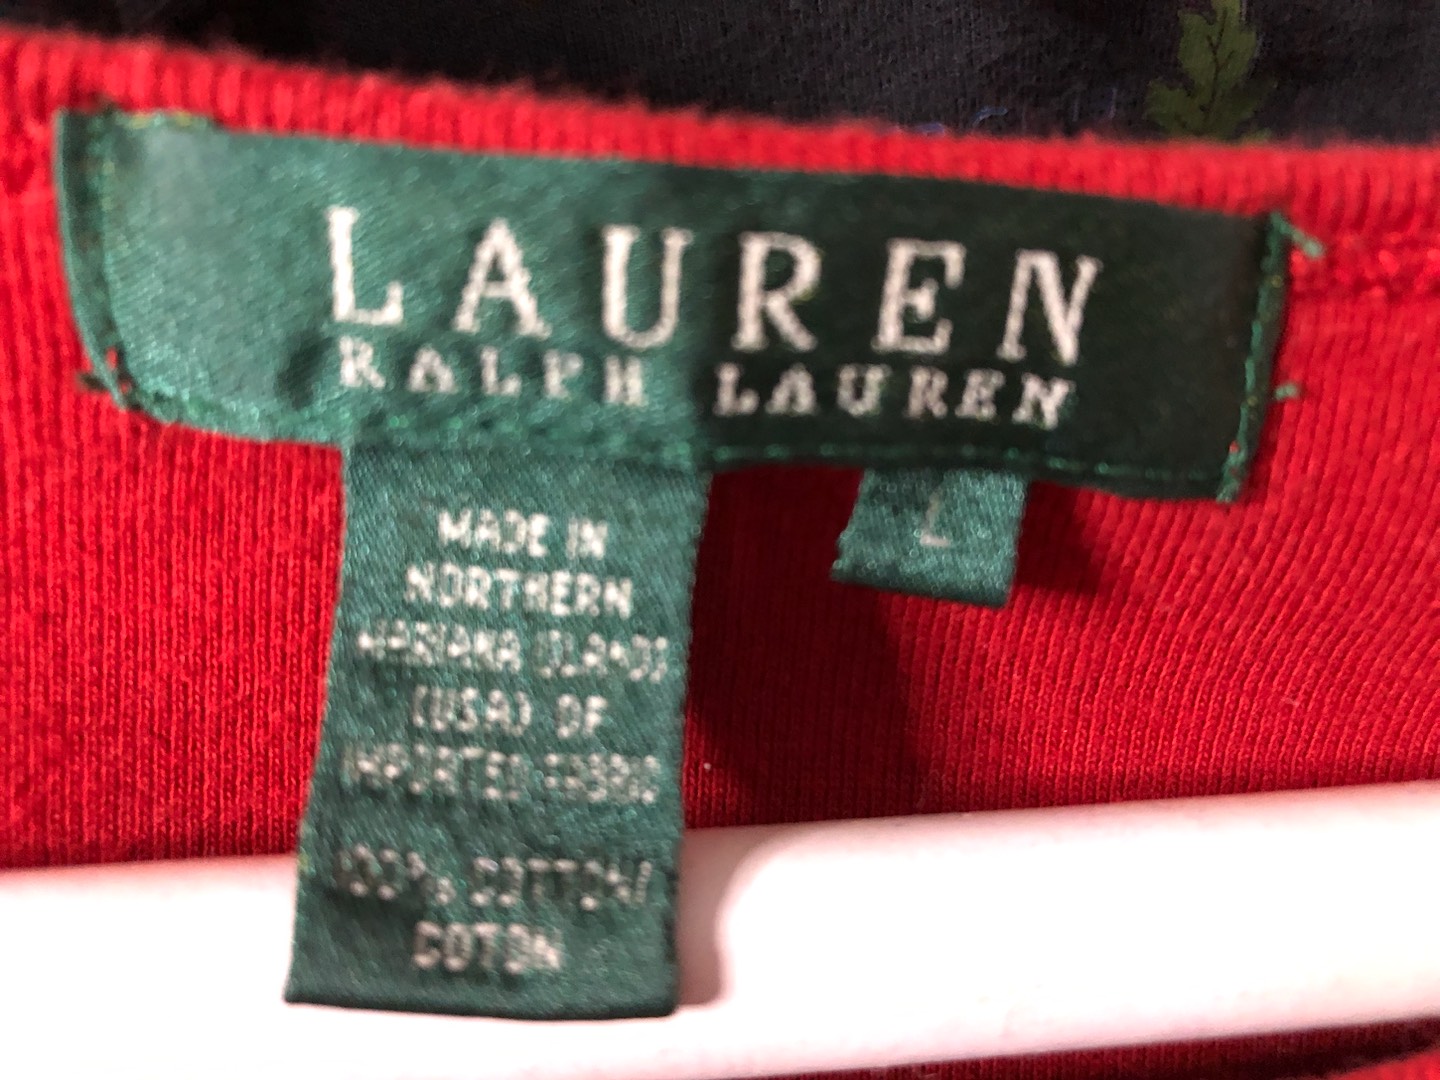 LAUREN
RALPH LAUREN
L
MADE IN
NORTHERN
MARIANA ISLANDS
(USA) OF
IMPORTED FABRIC
100% COTTON/
COTON